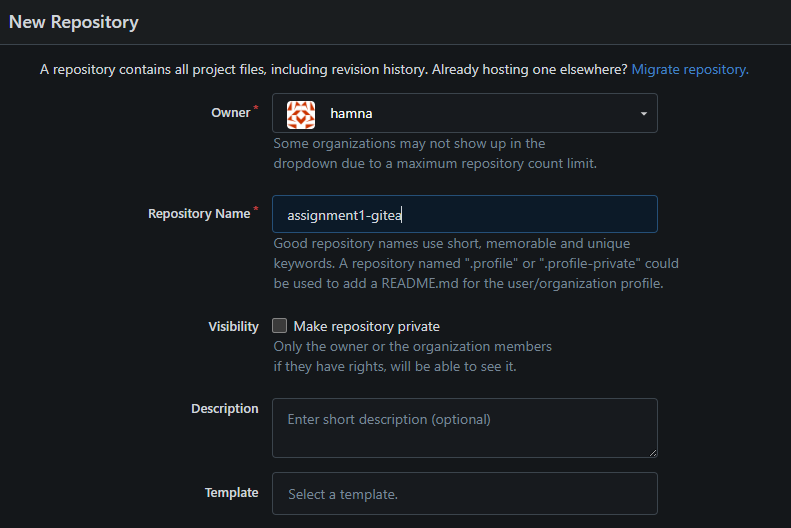 New Repository
A repository contains all project files, including revision history. Already hosting one elsewhere? Migrate repository.
Owner *
hamna
Some organizations may not show up in the
dropdown due to a maximum repository count limit.
Repository Name *
assignment1-gitea
Good repository names use short, memorable and unique
keywords. A repository named ".profile" or ".profile-private" could
be used to add a README.md for the user/organization profile.
Visibility
Make repository private
Only the owner or the organization members
if they have rights, will be able to see it.
Description
Enter short description (optional)
Template
Select a template.